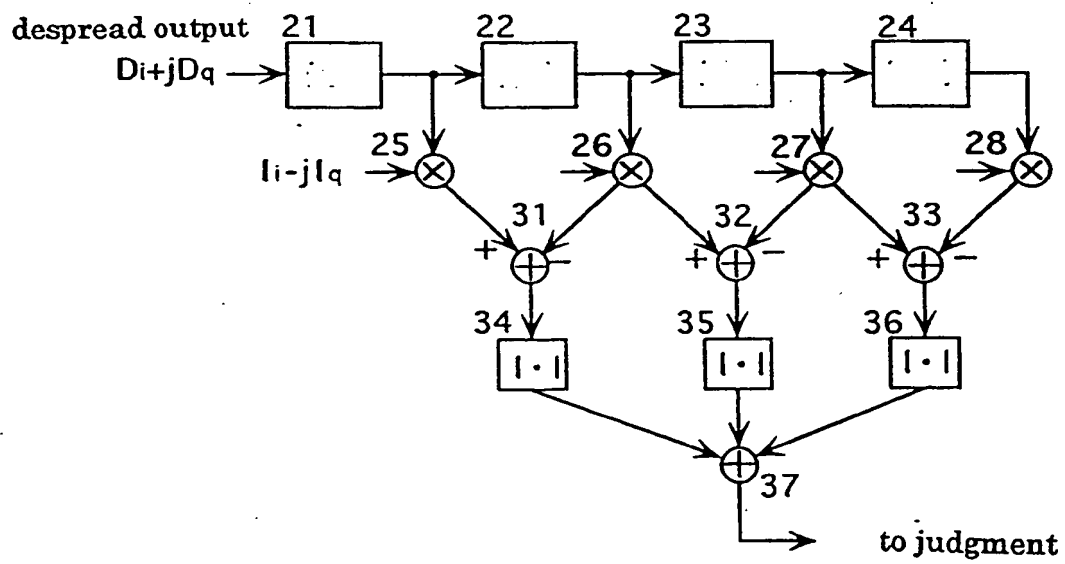 despread output 21 22 23 24
Di+jDq
Ii-jIq 25 26 27 28
31 32 33
+ − + − + −
34 35 36
|·| |·| |·|
37
to judgment